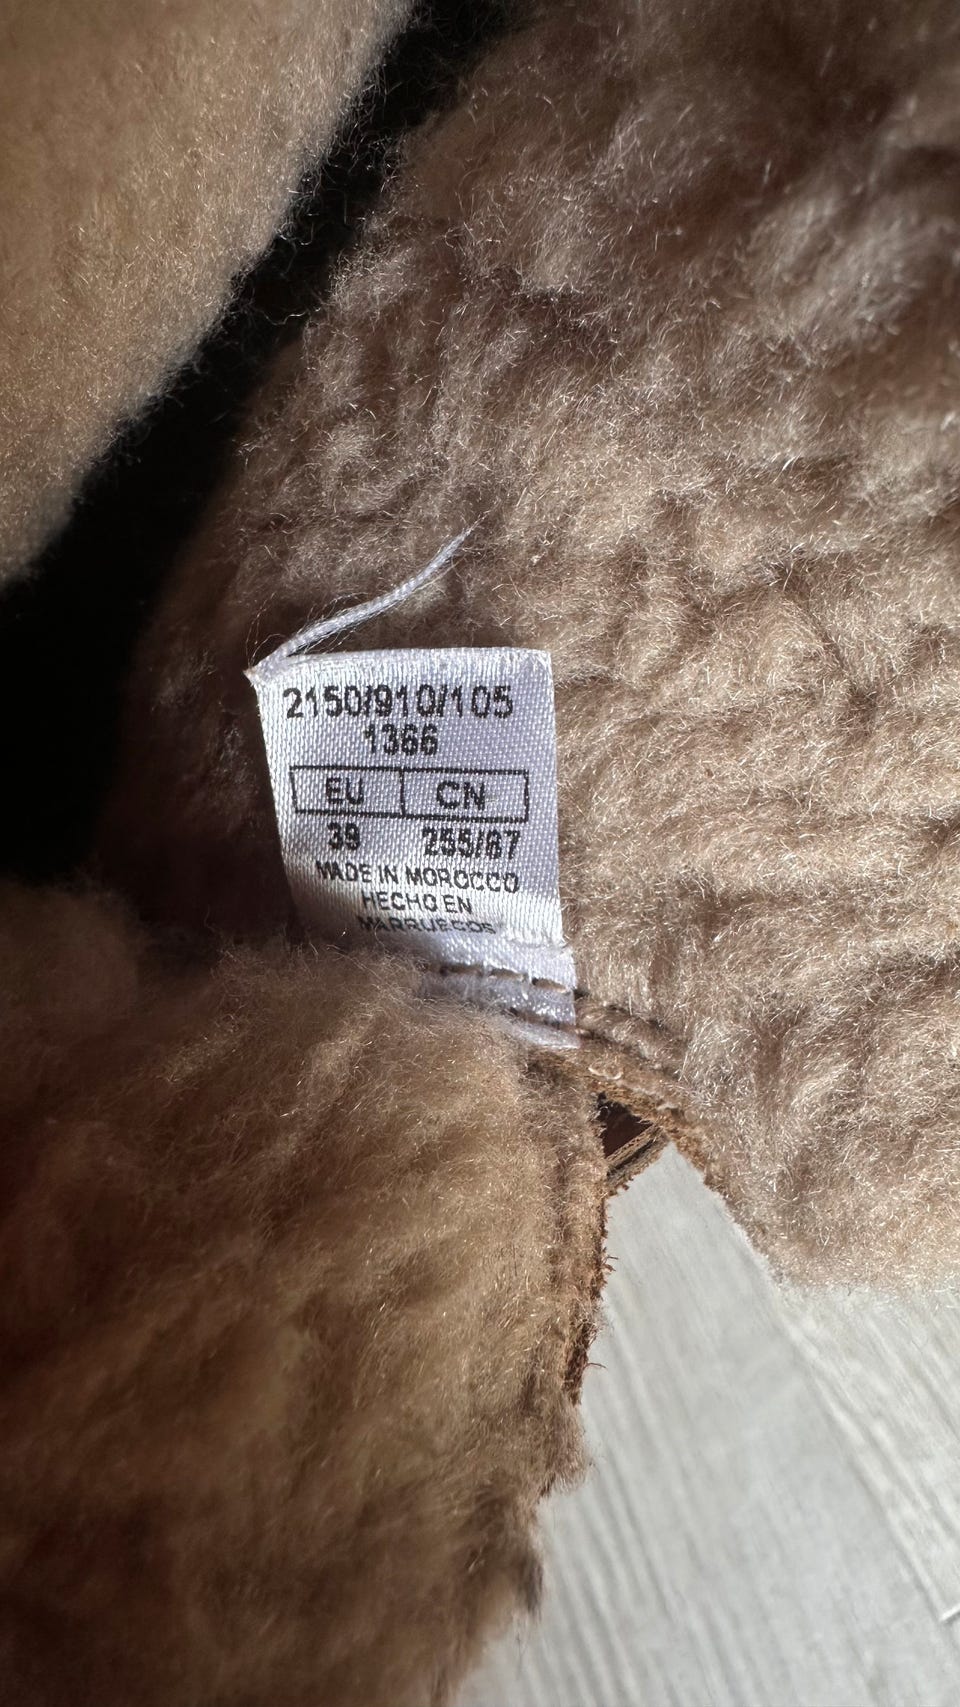 2150/910/105
1366
EU CN
39 255/87
MADE IN MOROCCO
HECHO EN
MARRUECOS